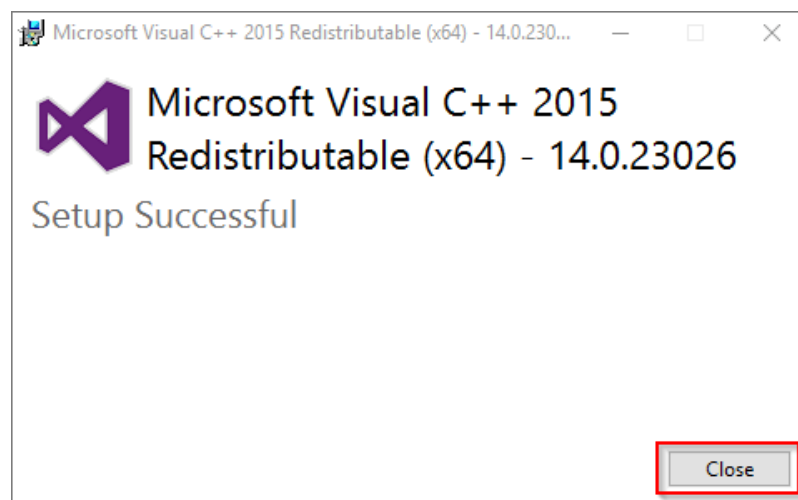 Microsoft Visual C++ 2015 Redistributable (x64) - 14.0.230...
Microsoft Visual C++ 2015
Redistributable (x64) - 14.0.23026
Setup Successful
Close